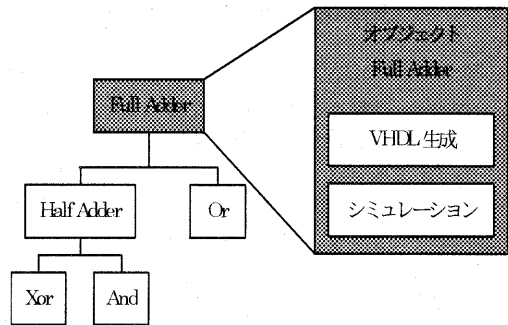 オブジェクト
Full Adder
Full Adder
VHDL 生成
Half Adder
Or
シミュレーション
Xor
And